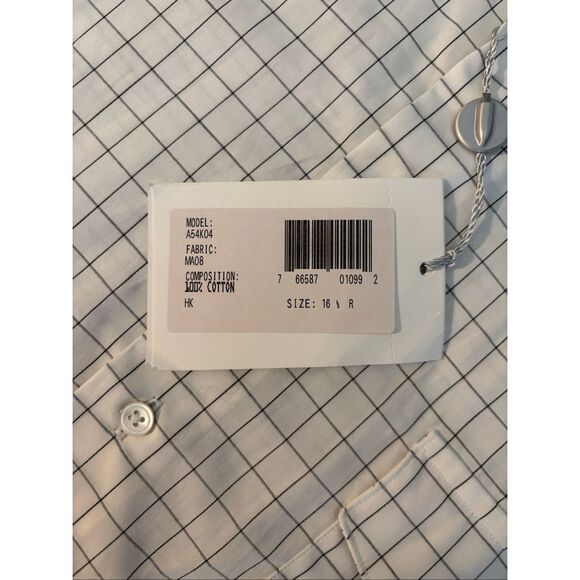 MODEL:
A54K04
FABRIC:
MA08
COMPOSITION:
100% COTTON
HK
7 66587 01099 2
SIZE: 16 ½ R